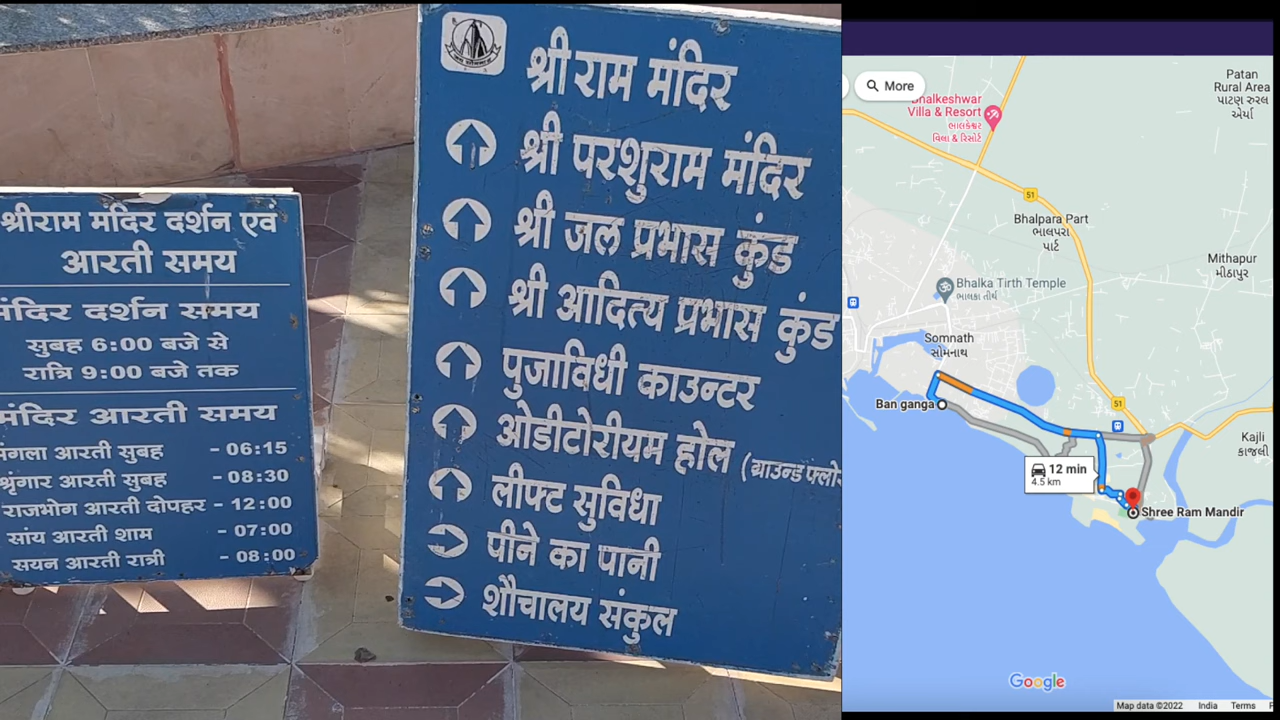 श्रीराम मंदिर दर्शन एवं
आरती समय
मंदिर दर्शन समय
सुबह 6:00 बजे से
रात्रि 9:00 बजे तक
मंदिर आरती समय
मंगला आरती सुबह - 06:15
श्रृंगार आरती सुबह - 08:30
राजभोग आरती दोपहर - 12:00
सांय आरती शाम - 07:00
सयन आरती रात्री - 08:00
श्री राम मंदिर
श्री परशुराम मंदिर
श्री जल प्रभास कुंड
श्री आदित्य प्रभास कुंड
पुजाविधी काउन्टर
ओडीटोरीयम होल (ग्राउन्ड फ्लोर
लीफ्ट सुविधा
पीने का पानी
शौचालय संकुल
More
Bhalkeshwar
Villa & Resort
ભાલકેશ્વર
વિલા & રિસોર્ટ
Patan
Rural Area
પાટણ રુરલ
એર્યા
51
Bhalpara Part
ભાલપરા
પાર્ટ
Mithapur
મીઠાપુર
Bhalka Tirth Temple
ભાલકા તીર્થ
Somnath
સોમનાથ
Ban ganga
51
Kajli
કાજલી
12 min
4.5 km
Shree Ram Mandir
Google
Map data ©2022 India Terms